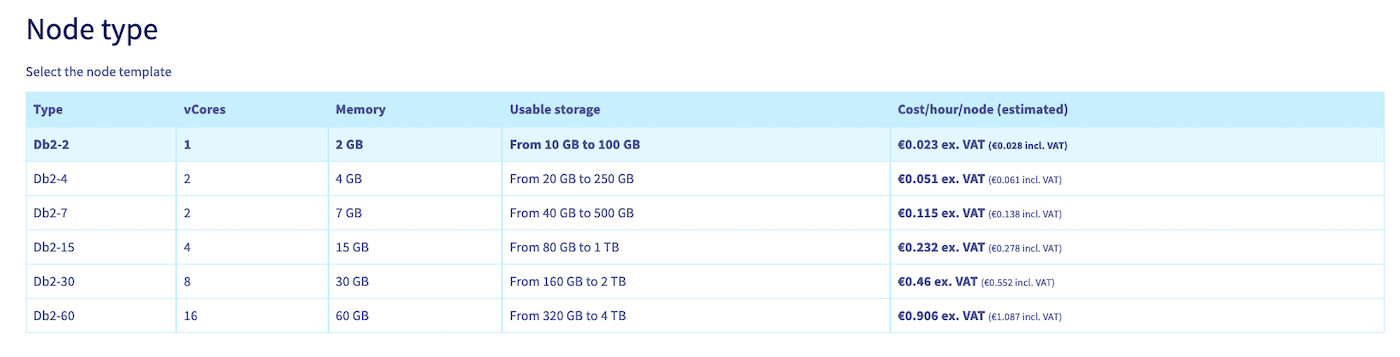 Node type
Select the node template
Type vCores Memory Usable storage Cost/hour/node (estimated)
Db2-2 1 2 GB From 10 GB to 100 GB €0.023 ex. VAT (€0.028 incl. VAT)
Db2-4 2 4 GB From 20 GB to 250 GB €0.051 ex. VAT (€0.061 incl. VAT)
Db2-7 2 7 GB From 40 GB to 500 GB €0.115 ex. VAT (€0.138 incl. VAT)
Db2-15 4 15 GB From 80 GB to 1 TB €0.232 ex. VAT (€0.278 incl. VAT)
Db2-30 8 30 GB From 160 GB to 2 TB €0.46 ex. VAT (€0.552 incl. VAT)
Db2-60 16 60 GB From 320 GB to 4 TB €0.906 ex. VAT (€1.087 incl. VAT)